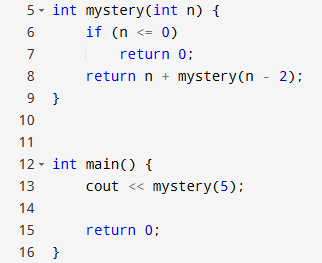 5 int mystery(int n) {
6     if (n <= 0)
7         return 0;
8     return n + mystery(n - 2);
9 }
10
11
12 int main() {
13     cout << mystery(5);
14
15     return 0;
16 }